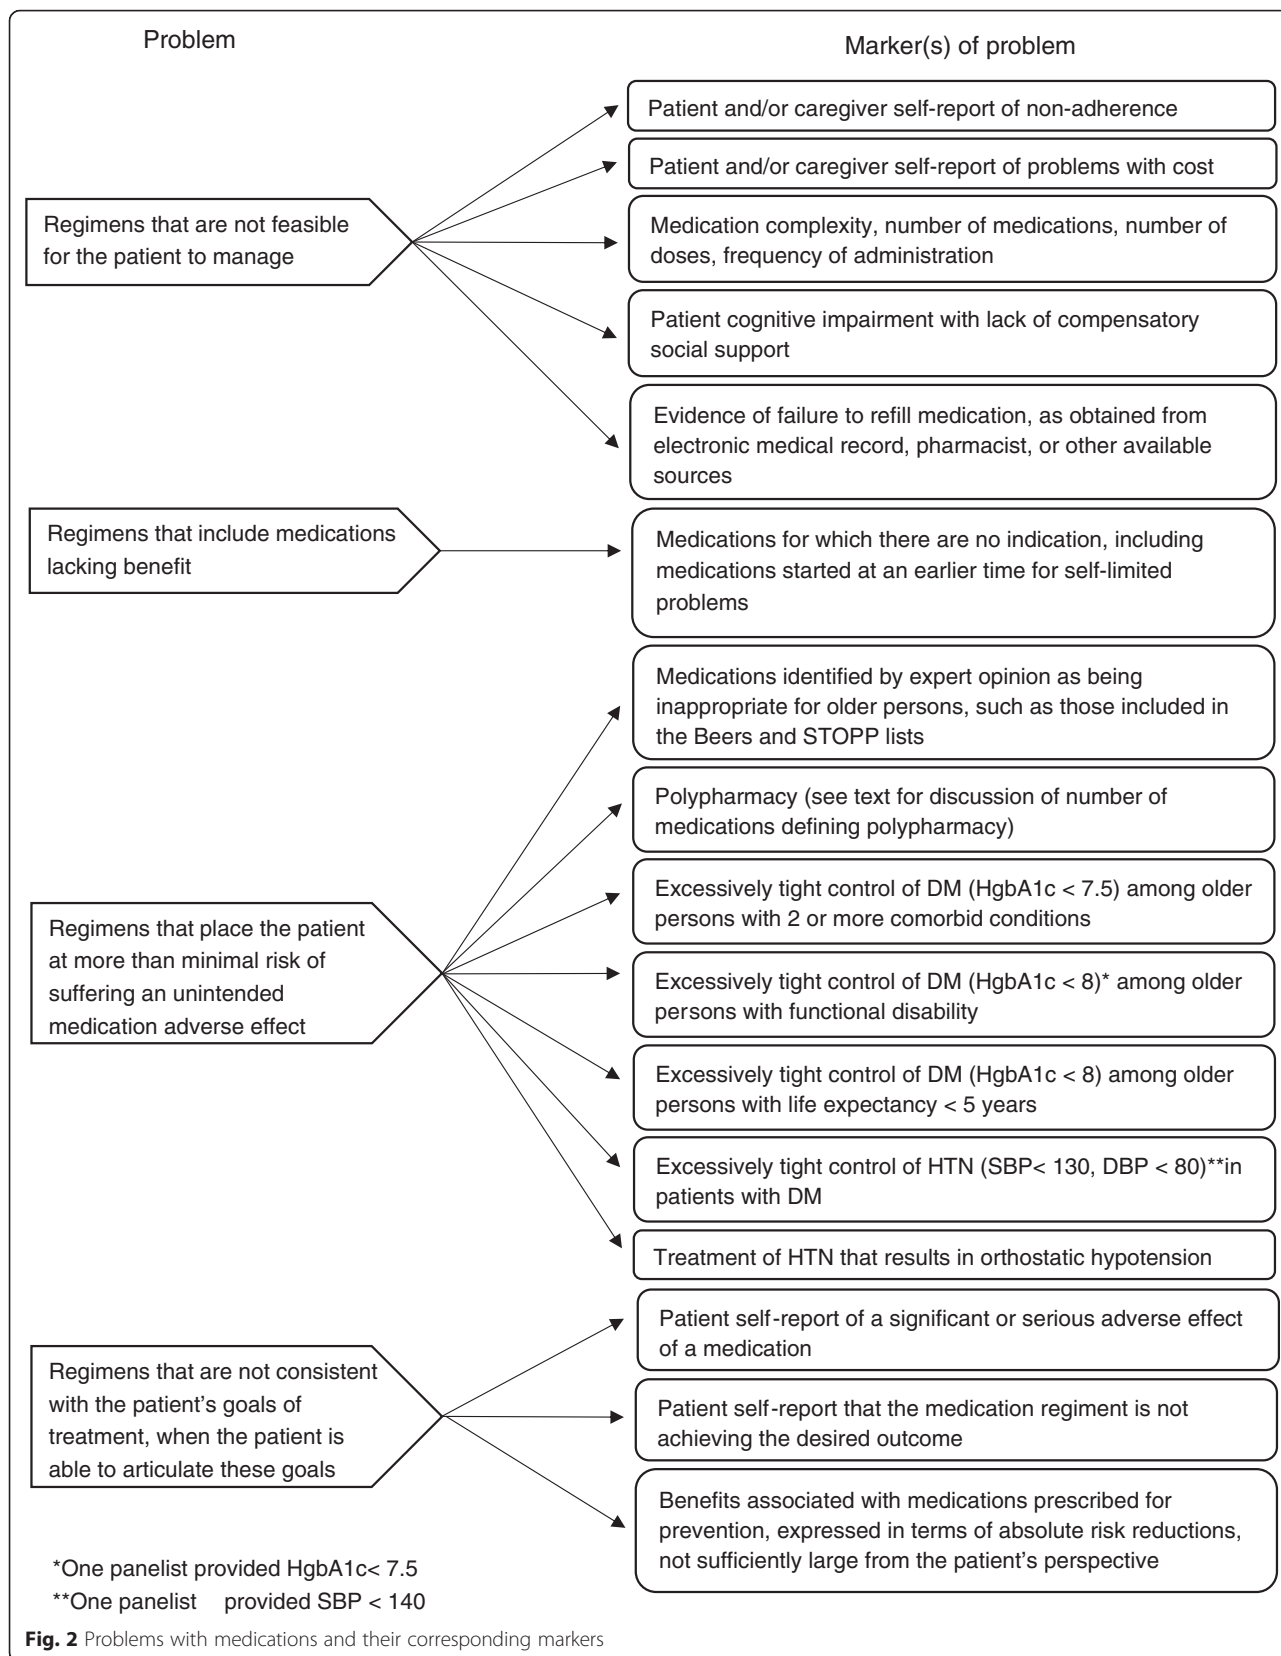 Problem
Marker(s) of problem
Regimens that are not feasible
for the patient to manage
Patient and/or caregiver self-report of non-adherence
Patient and/or caregiver self-report of problems with cost
Medication complexity, number of medications, number of
doses, frequency of administration
Patient cognitive impairment with lack of compensatory
social support
Evidence of failure to refill medication, as obtained from
electronic medical record, pharmacist, or other available
sources
Regimens that include medications
lacking benefit
Medications for which there are no indication, including
medications started at an earlier time for self-limited
problems
Regimens that place the patient
at more than minimal risk of
suffering an unintended
medication adverse effect
Medications identified by expert opinion as being
inappropriate for older persons, such as those included in
the Beers and STOPP lists
Polypharmacy (see text for discussion of number of
medications defining polypharmacy)
Excessively tight control of DM (HgbA1c < 7.5) among older
persons with 2 or more comorbid conditions
Excessively tight control of DM (HgbA1c < 8)* among older
persons with functional disability
Excessively tight control of DM (HgbA1c < 8) among older
persons with life expectancy < 5 years
Excessively tight control of HTN (SBP< 130, DBP < 80)**in
patients with DM
Treatment of HTN that results in orthostatic hypotension
Regimens that are not consistent
with the patient's goals of
treatment, when the patient is
able to articulate these goals
Patient self-report of a significant or serious adverse effect
of a medication
Patient self-report that the medication regiment is not
achieving the desired outcome
Benefits associated with medications prescribed for
prevention, expressed in terms of absolute risk reductions,
not sufficiently large from the patient's perspective
*One panelist provided HgbA1c< 7.5
**One panelist provided SBP < 140
Fig. 2 Problems with medications and their corresponding markers